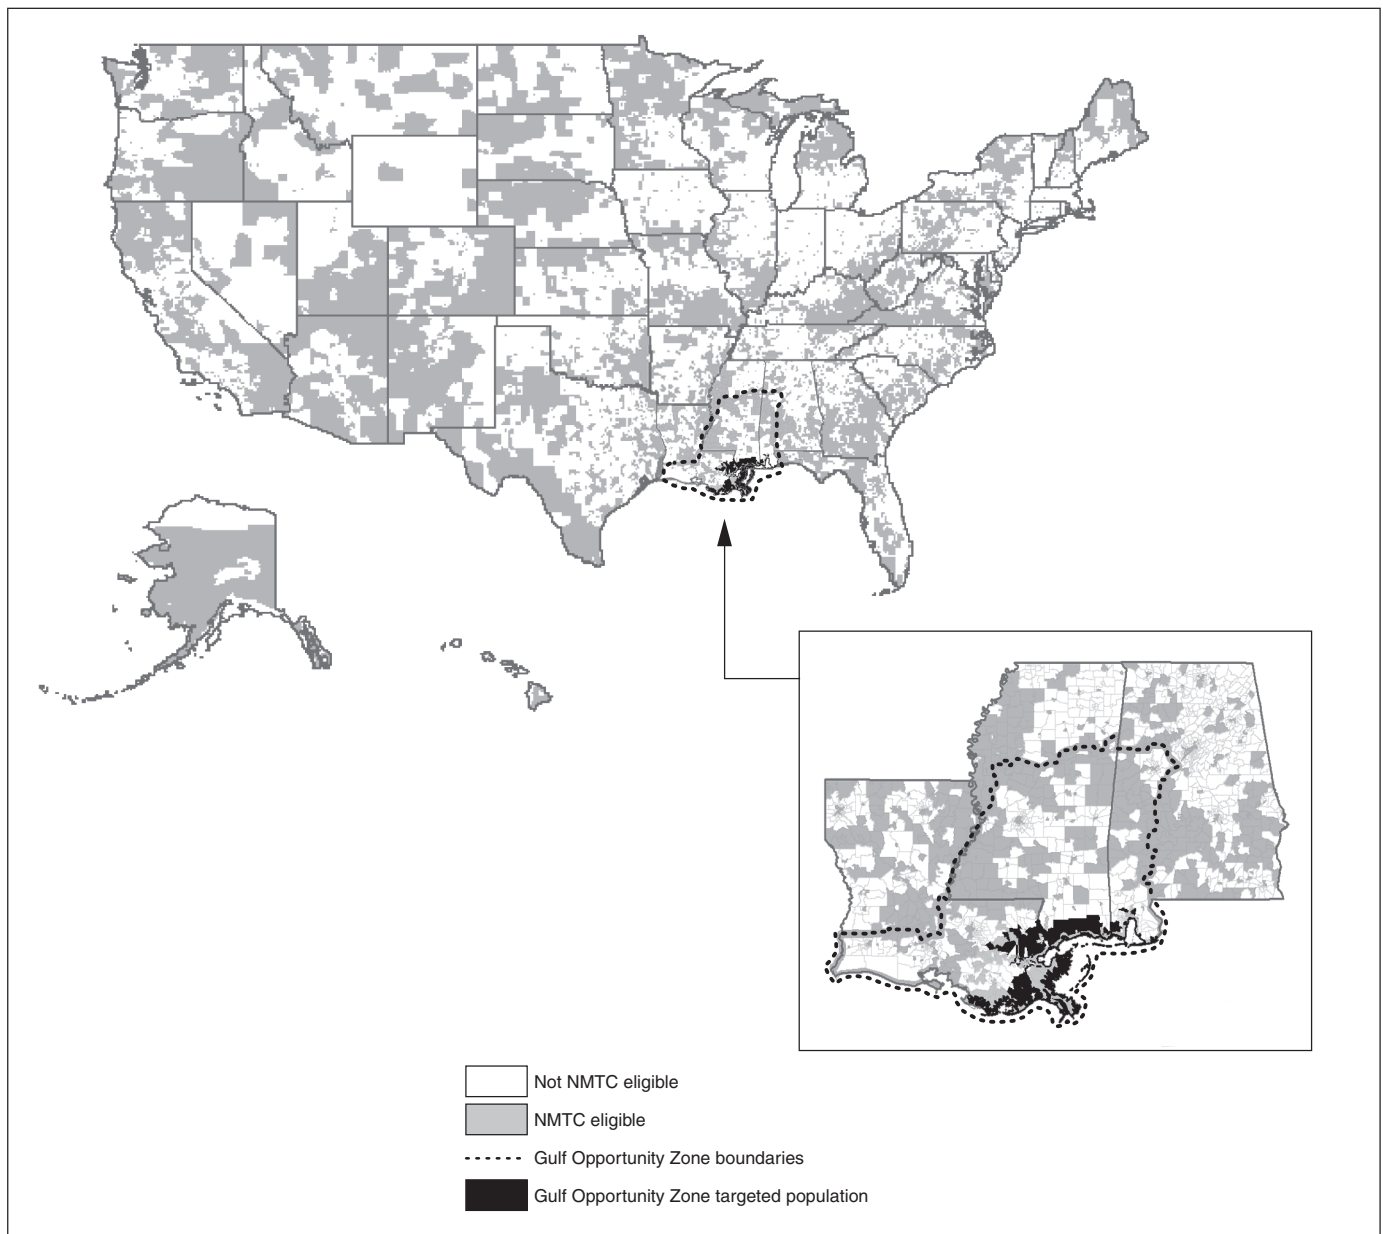 Not NMTC eligible
NMTC eligible
Gulf Opportunity Zone boundaries
Gulf Opportunity Zone targeted population